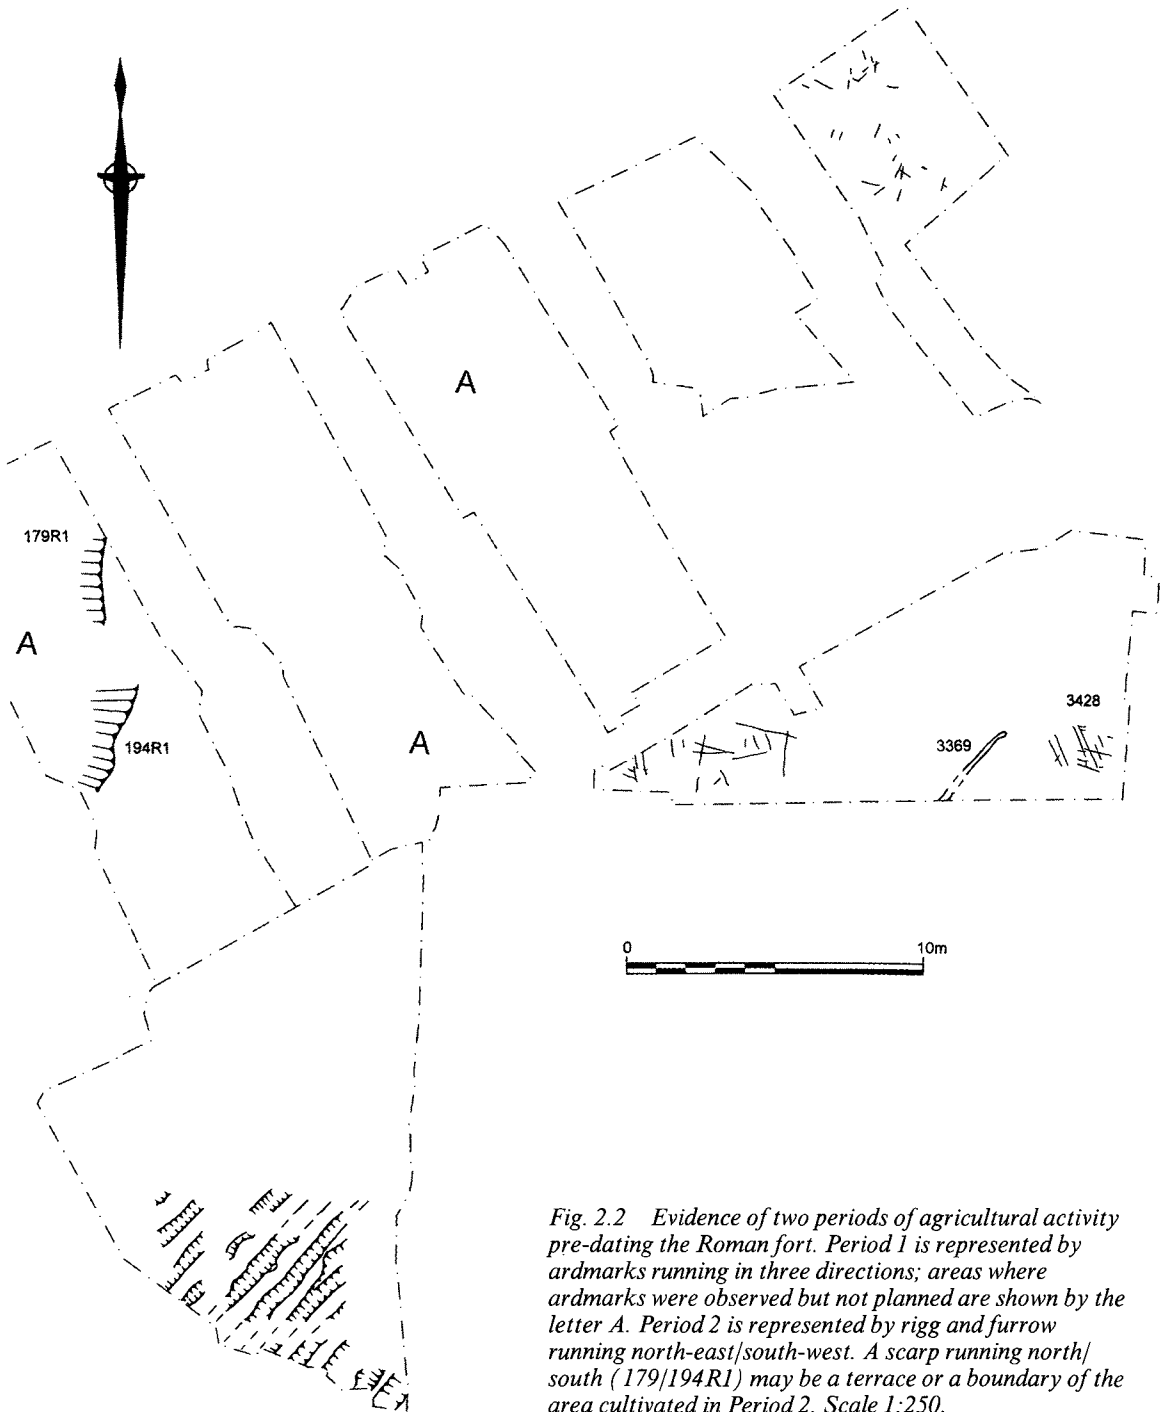 A
179R1
A
194R1
A
3428
3369
0 10m
Fig. 2.2 Evidence of two periods of agricultural activity
pre-dating the Roman fort. Period 1 is represented by
ardmarks running in three directions; areas where
ardmarks were observed but not planned are shown by the
letter A. Period 2 is represented by rigg and furrow
running north-east/south-west. A scarp running north/
south (179/194R1) may be a terrace or a boundary of the
area cultivated in Period 2. Scale 1:250.